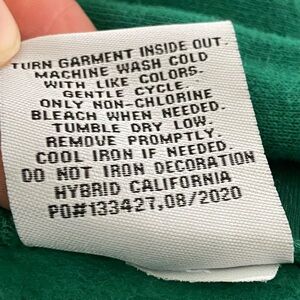 TURN GARMENT INSIDE OUT.
MACHINE WASH COLD
WITH LIKE COLORS.
GENTLE CYCLE
ONLY NON-CHLORINE
BLEACH WHEN NEEDED.
TUMBLE DRY LOW.
REMOVE PROMPTLY.
COOL IRON IF NEEDED.
DO NOT IRON DECORATION
HYBRID CALIFORNIA
PO#133427,08/2020